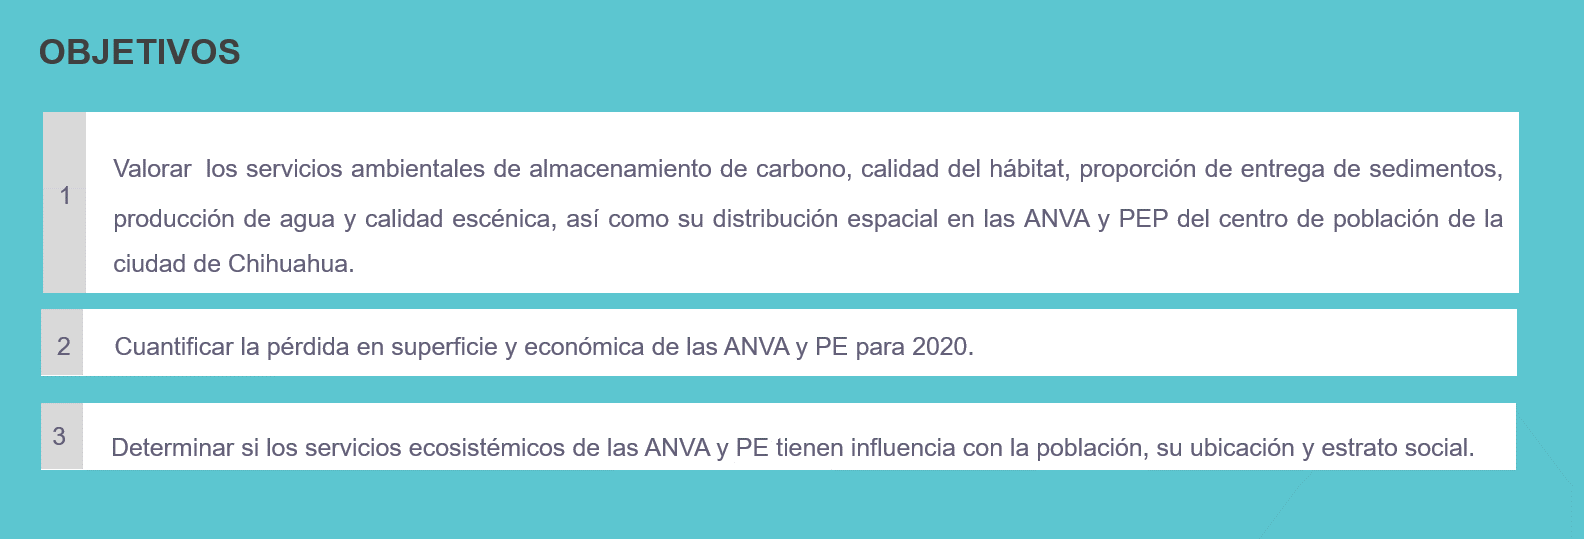 OBJETIVOS
1
Valorar los servicios ambientales de almacenamiento de carbono, calidad del hábitat, proporción de entrega de sedimentos,
producción de agua y calidad escénica, así como su distribución espacial en las ANVA y PEP del centro de población de la
ciudad de Chihuahua.
2
Cuantificar la pérdida en superficie y económica de las ANVA y PE para 2020.
3
Determinar si los servicios ecosistémicos de las ANVA y PE tienen influencia con la población, su ubicación y estrato social.